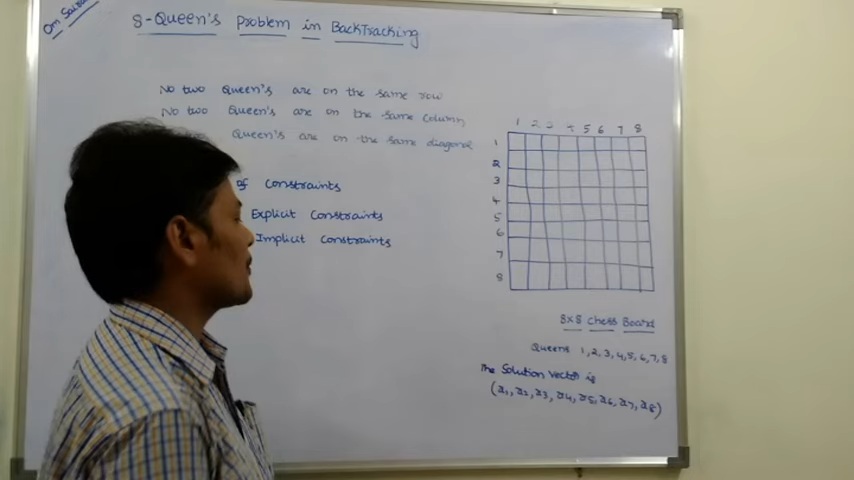 Om Sairam
8-Queen's Problem in BackTracking
No two Queen's are on the same row
No two Queen's are on the same column
Queen's are on the same diagonal
of constraints
Explicit constraints
Implicit constraints
1 2 3 4 5 6 7 8
1
2
3
4
5
6
7
8
8x8 Chess Board
Queens 1,2,3,4,5,6,7,8
The Solution Vector is
(x1, x2, x3, x4, x5, x6, x7, x8)